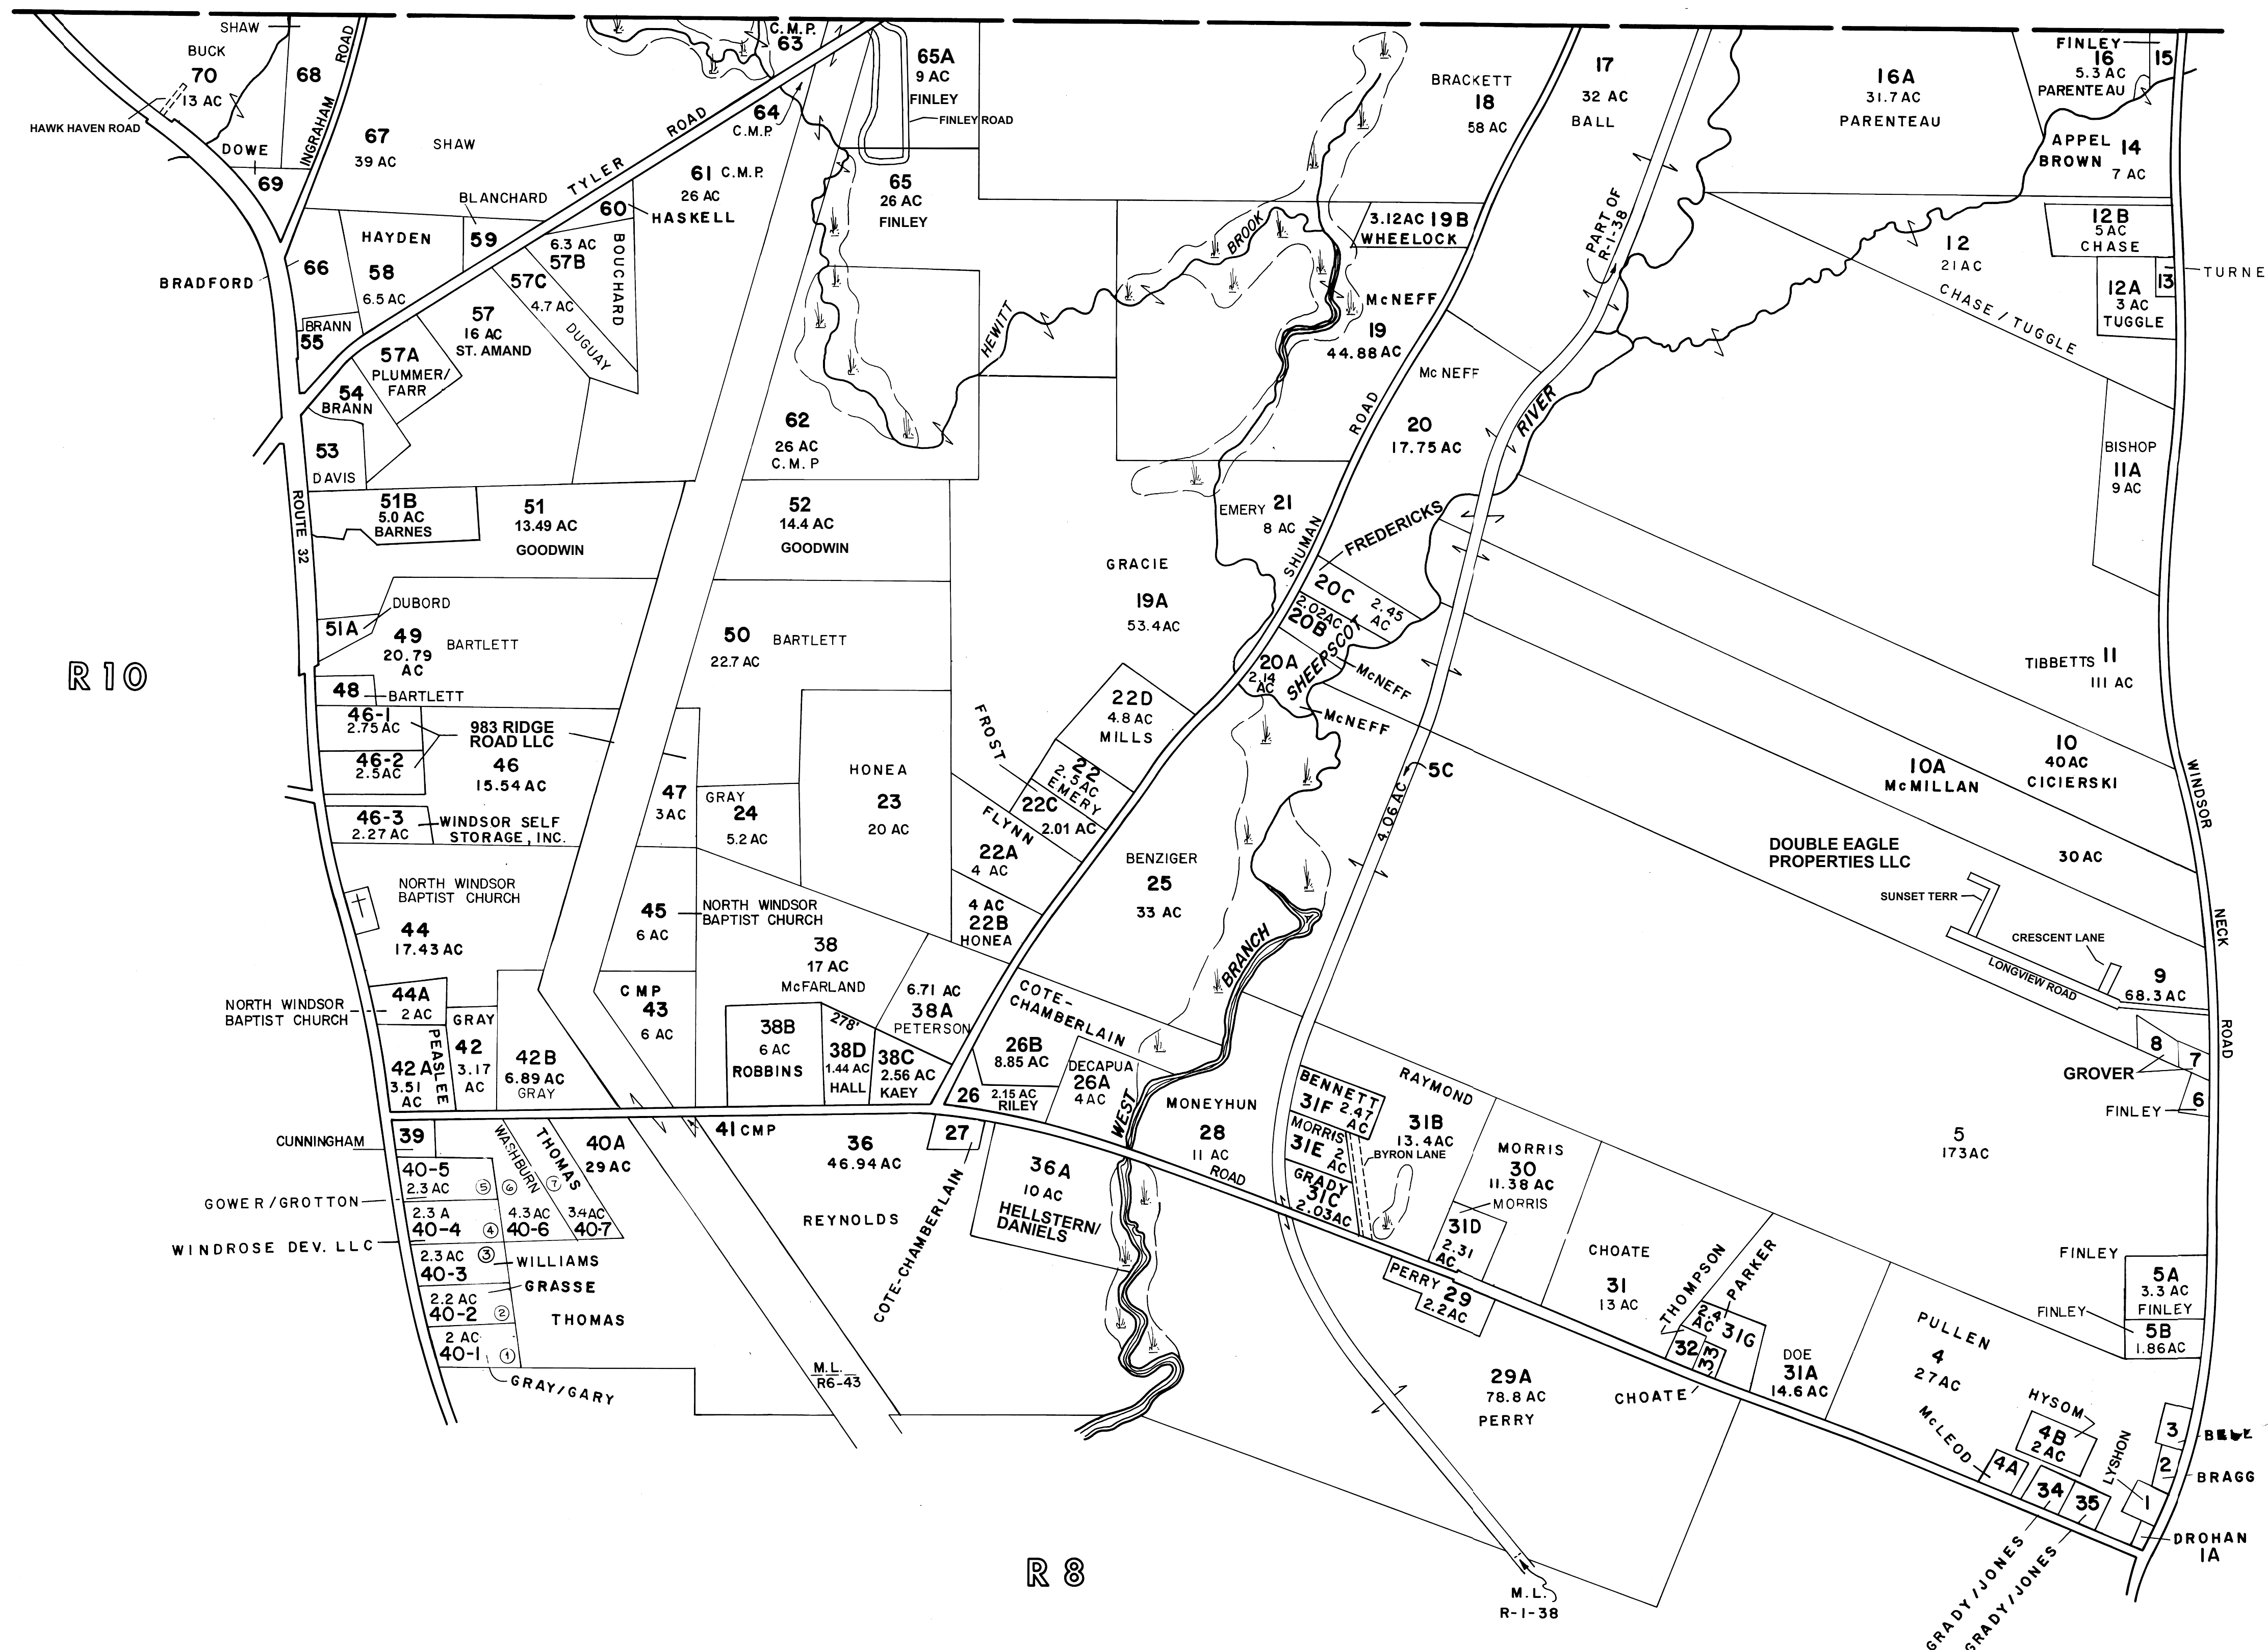 SHAW
BUCK
70
13 AC
68
INGRAHAM ROAD
HAWK HAVEN ROAD
DOWE
69
67
39 AC
SHAW
C.M.P.
63
64
C.M.P.
TYLER ROAD
65A
9 AC
FINLEY
FINLEY ROAD
BRACKETT
18
58 AC
17
32 AC
BALL
16A
31.7 AC
PARENTEAU
FINLEY
16
5.3 AC
PARENTEAU
15
APPEL
BROWN
14
7 AC
61 C.M.P.
26 AC
60
HASKELL
65
26 AC
FINLEY
BLANCHARD
59
HAYDEN
58
6.5 AC
66
BRADFORD
BRANN
55
6.3 AC
57B
BOUCHARD
57C
4.7 AC
DUGUAY
57
16 AC
ST. AMAND
57A
PLUMMER/
FARR
54
BRANN
53
DAVIS
HEWITT BROOK
3.12AC 19B
WHEELOCK
McNEFF
19
44.88 AC
McNEFF
20
17.75 AC
PART OF
R-1-38
12
21 AC
CHASE / TUGGLE
12B
5 AC
CHASE
12A
3 AC
TUGGLE
13
TURNE
BISHOP
11A
9 AC
62
26 AC
C.M.P
SHUMAN ROAD
RIVER
ROUTE 32
51B
5.0 AC
BARNES
51
13.49 AC
GOODWIN
52
14.4 AC
GOODWIN
EMERY 21
8 AC
FREDERICKS
20C
2.45
AC
2.02AC
20B
20A
2.14
AC
SHEEPSCOT
McNEFF
McNEFF
GRACIE
19A
53.4 AC
DUBORD
51A
49
20.79
AC
BARTLETT
50
BARTLETT
22.7 AC
R 10
48
BARTLETT
TIBBETTS 11
111 AC
46-1
2.75AC
983 RIDGE
ROAD LLC
46-2
2.5AC
46
15.54 AC
46-3
2.27 AC
WINDSOR SELF
STORAGE, INC.
47
3 AC
GRAY
24
5.2 AC
HONEA
23
20 AC
FROST
22D
4.8 AC
MILLS
22
2.5AC
EMERY
22C
2.01 AC
FLYNN
22A
4 AC
4 AC
22B
HONEA
BENZIGER
25
33 AC
5C
4.06 AC
10
40 AC
CICIERSKI
10A
McMILLAN
30 AC
WINDSOR NECK ROAD
DOUBLE EAGLE
PROPERTIES LLC
SUNSET TERR
CRESCENT LANE
LONGVIEW ROAD
9
68.3 AC
NORTH WINDSOR
BAPTIST CHURCH
44
17.43 AC
45
6 AC
NORTH WINDSOR
BAPTIST CHURCH
38
17 AC
McFARLAND
6.71 AC
38A
PETERSON
COTE-
CHAMBERLAIN
WEST BRANCH
44A
2 AC
NORTH WINDSOR
BAPTIST CHURCH
CMP
43
6 AC
PEASLEE
42A
3.51
AC
GRAY
42
3.17
AC
42B
6.89 AC
GRAY
38B
6 AC
ROBBINS
278'
38D
1.44 AC
HALL
38C
2.56 AC
KAEY
26B
8.85 AC
26
2.15 AC
RILEY
DECAPUA
26A
4 AC
MONEYHUN
28
11 AC
ROAD
BENNETT
31F 2.47
AC
MORRIS
31E 2
AC
BYRON LANE
GRADY
31C
2.03AC
RAYMOND
31B
13.4AC
MORRIS
30
11.38 AC
MORRIS
31D
2.31
AC
8
7
GROVER
6
FINLEY
5
173AC
CUNNINGHAM
39
40-5
2.3 AC
5
GOWER/GROTTON
2.3 A
40-4
4
WINDROSE DEV. LLC
WASHBURN
6
4.3 AC
40-6
THOMAS
7
3.4AC
40-7
40A
29 AC
2.3 AC 3
40-3
WILLIAMS
2.2 AC
40-2 2
GRASSE
2 AC
40-1 1
GRAY/GARY
THOMAS
41 CMP
36
46.94 AC
REYNOLDS
27
COTE-CHAMBERLAIN
36A
10 AC
HELLSTERN/
DANIELS
M.L.
R6-43
PERRY 29
2.2AC
29A
78.8 AC
PERRY
CHOATE
31
13 AC
THOMPSON
PARKER
2.41
AC 31G
32
33
CHOATE
DOE
31A
14.6 AC
PULLEN
4
27 AC
FINLEY
5A
3.3 AC
FINLEY
FINLEY
5B
1.86AC
McLEOD
4A
HYSOM
4B
2 AC
34
35
LYSHON
1
3
BELL
2
BRAGG
DROHAN
1A
GRADY/JONES
GRADY/JONES
R 8
M.L.
R-1-38